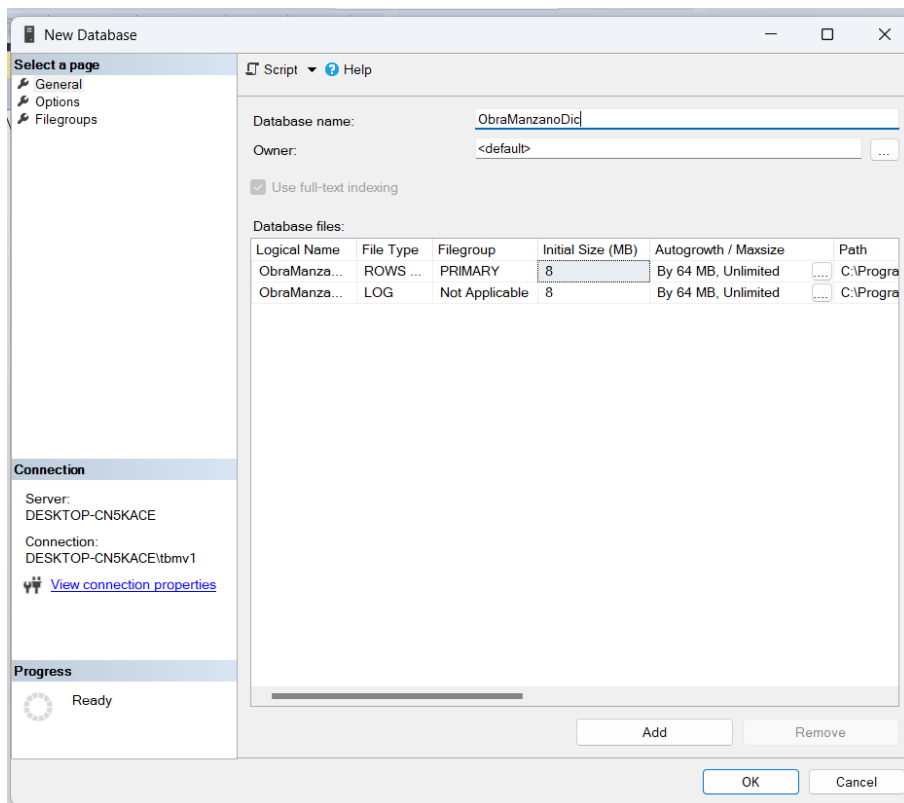 New Database
Select a page
General
Options
Filegroups
Script Help
Database name: ObraManzanoDic
Owner: <default>
...
Use full-text indexing
Database files:
Logical Name File Type Filegroup Initial Size (MB) Autogrowth / Maxsize Path
ObraManza... ROWS ... PRIMARY 8 By 64 MB, Unlimited .... C:\Progra
ObraManza... LOG Not Applicable 8 By 64 MB, Unlimited .... C:\Progra
Connection
Server:
DESKTOP-CN5KACE
Connection:
DESKTOP-CN5KACE\tbmv1
View connection properties
Progress
Ready
Add Remove
OK Cancel